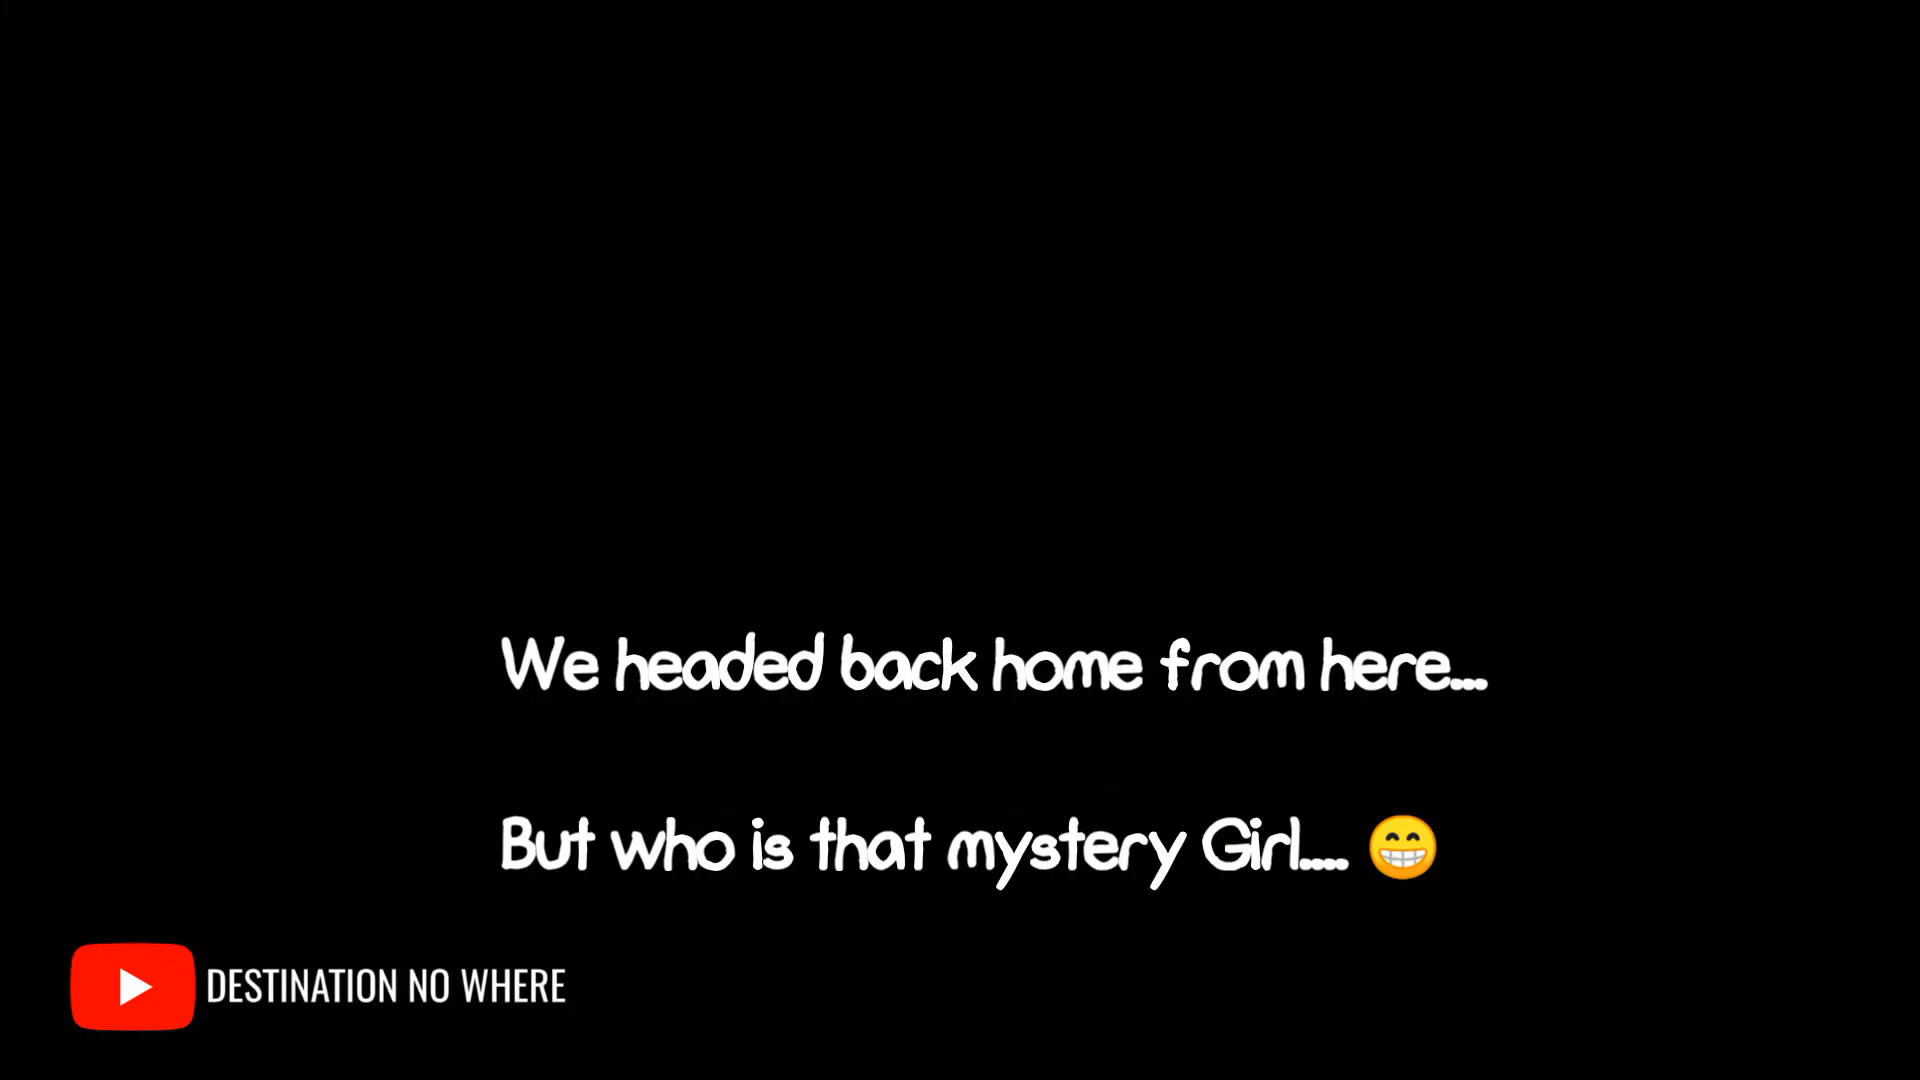 We headed back home from here...
But who is that mystery Girl.... 😁
DESTINATION NO WHERE